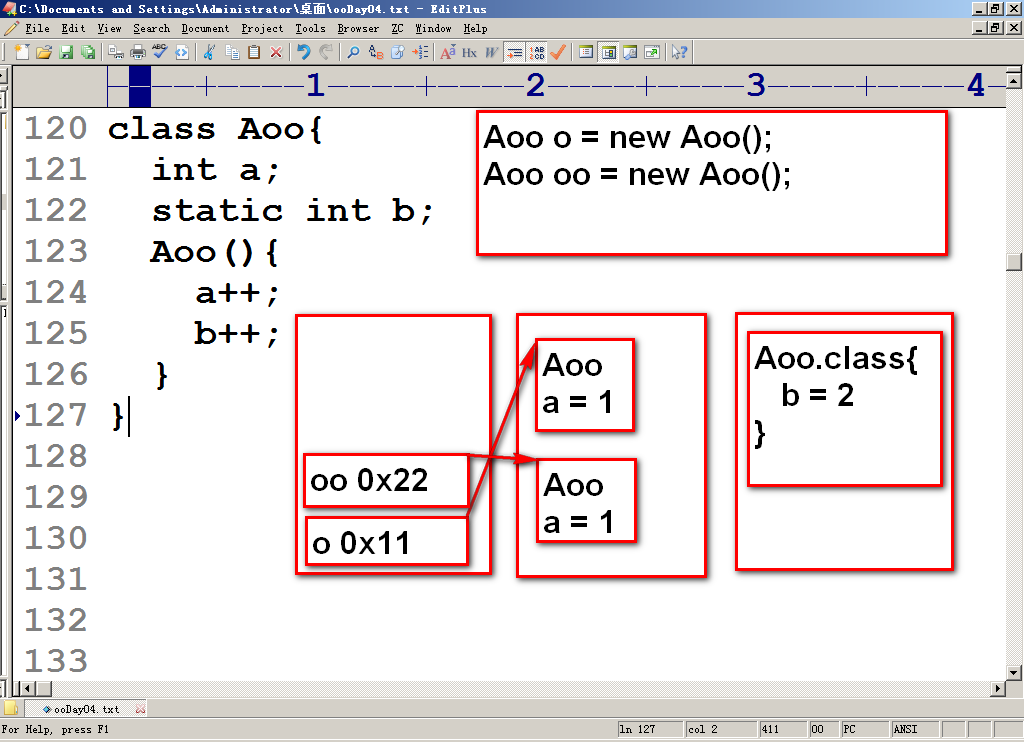 C:\Documents and Settings\Administrator\桌面\ooDay04.txt - EditPlus
File Edit View Search Document Project Tools Browser ZC Window Help
1 2 3 4
120 class Aoo{
121 int a;
122 static int b;
123 Aoo(){
124 a++;
125 b++;
126 }
127 }
128
129
130
131
132
133
Aoo o = new Aoo();
Aoo oo = new Aoo();
oo 0x22
o 0x11
Aoo
a = 1
Aoo
a = 1
Aoo.class{
b = 2
}
ooDay04.txt
For Help, press F1 ln 127 col 2 411 00 PC ANSI